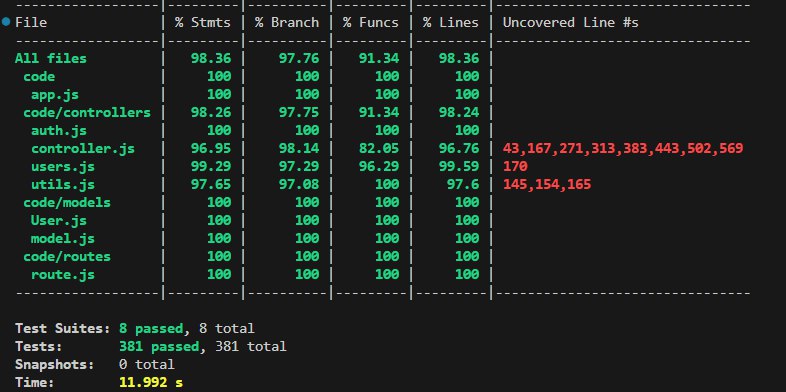 -------------------|---------|----------|---------|---------|-------------------------------
File               | % Stmts | % Branch | % Funcs | % Lines | Uncovered Line #s
-------------------|---------|----------|---------|---------|-------------------------------
All files          |   98.36 |    97.76 |   91.34 |   98.36 |
 code              |     100 |      100 |     100 |     100 |
  app.js           |     100 |      100 |     100 |     100 |
 code/controllers  |   98.26 |    97.75 |   91.34 |   98.24 |
  auth.js          |     100 |      100 |     100 |     100 |
  controller.js    |   96.95 |    98.14 |   82.05 |   96.76 | 43,167,271,313,383,443,502,569
  users.js         |   99.29 |    97.29 |   96.29 |   99.59 | 170
  utils.js         |   97.65 |    97.08 |     100 |    97.6 | 145,154,165
 code/models       |     100 |      100 |     100 |     100 |
  User.js          |     100 |      100 |     100 |     100 |
  model.js         |     100 |      100 |     100 |     100 |
 code/routes       |     100 |      100 |     100 |     100 |
  route.js         |     100 |      100 |     100 |     100 |
-------------------|---------|----------|---------|---------|-------------------------------
Test Suites: 8 passed, 8 total
Tests:       381 passed, 381 total
Snapshots:   0 total
Time:        11.992 s